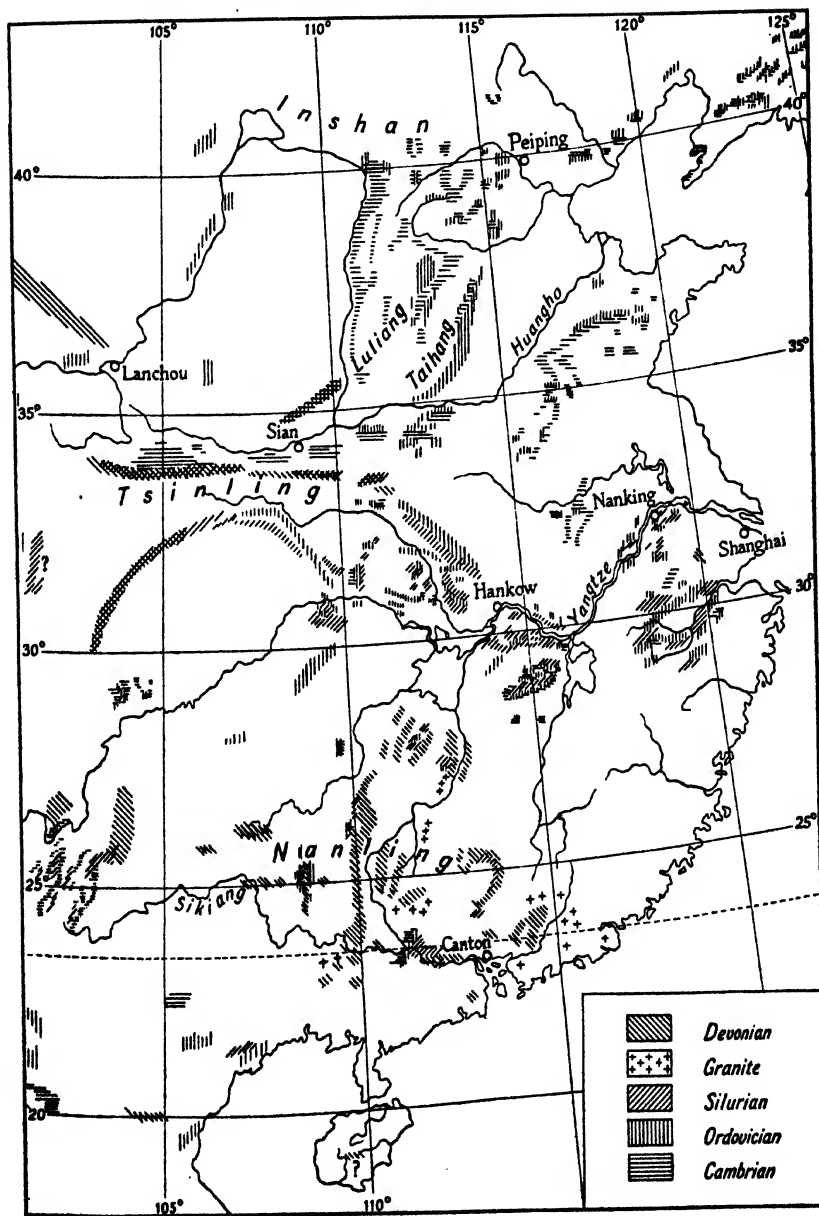 105°
110°
115°
120°
125°
Inshan
Peiping
40°
40°
Luliang
Taihang
Huangho
Lanchou
35°
35°
Sian
Tsinling
Nanking
?
Shanghai
Yangtze
Hankow
30°
30°
Nanling
25°
25°
Sikiang
Canton
20°
?
105°
110°
Devonian
Granite
Silurian
Ordovician
Cambrian